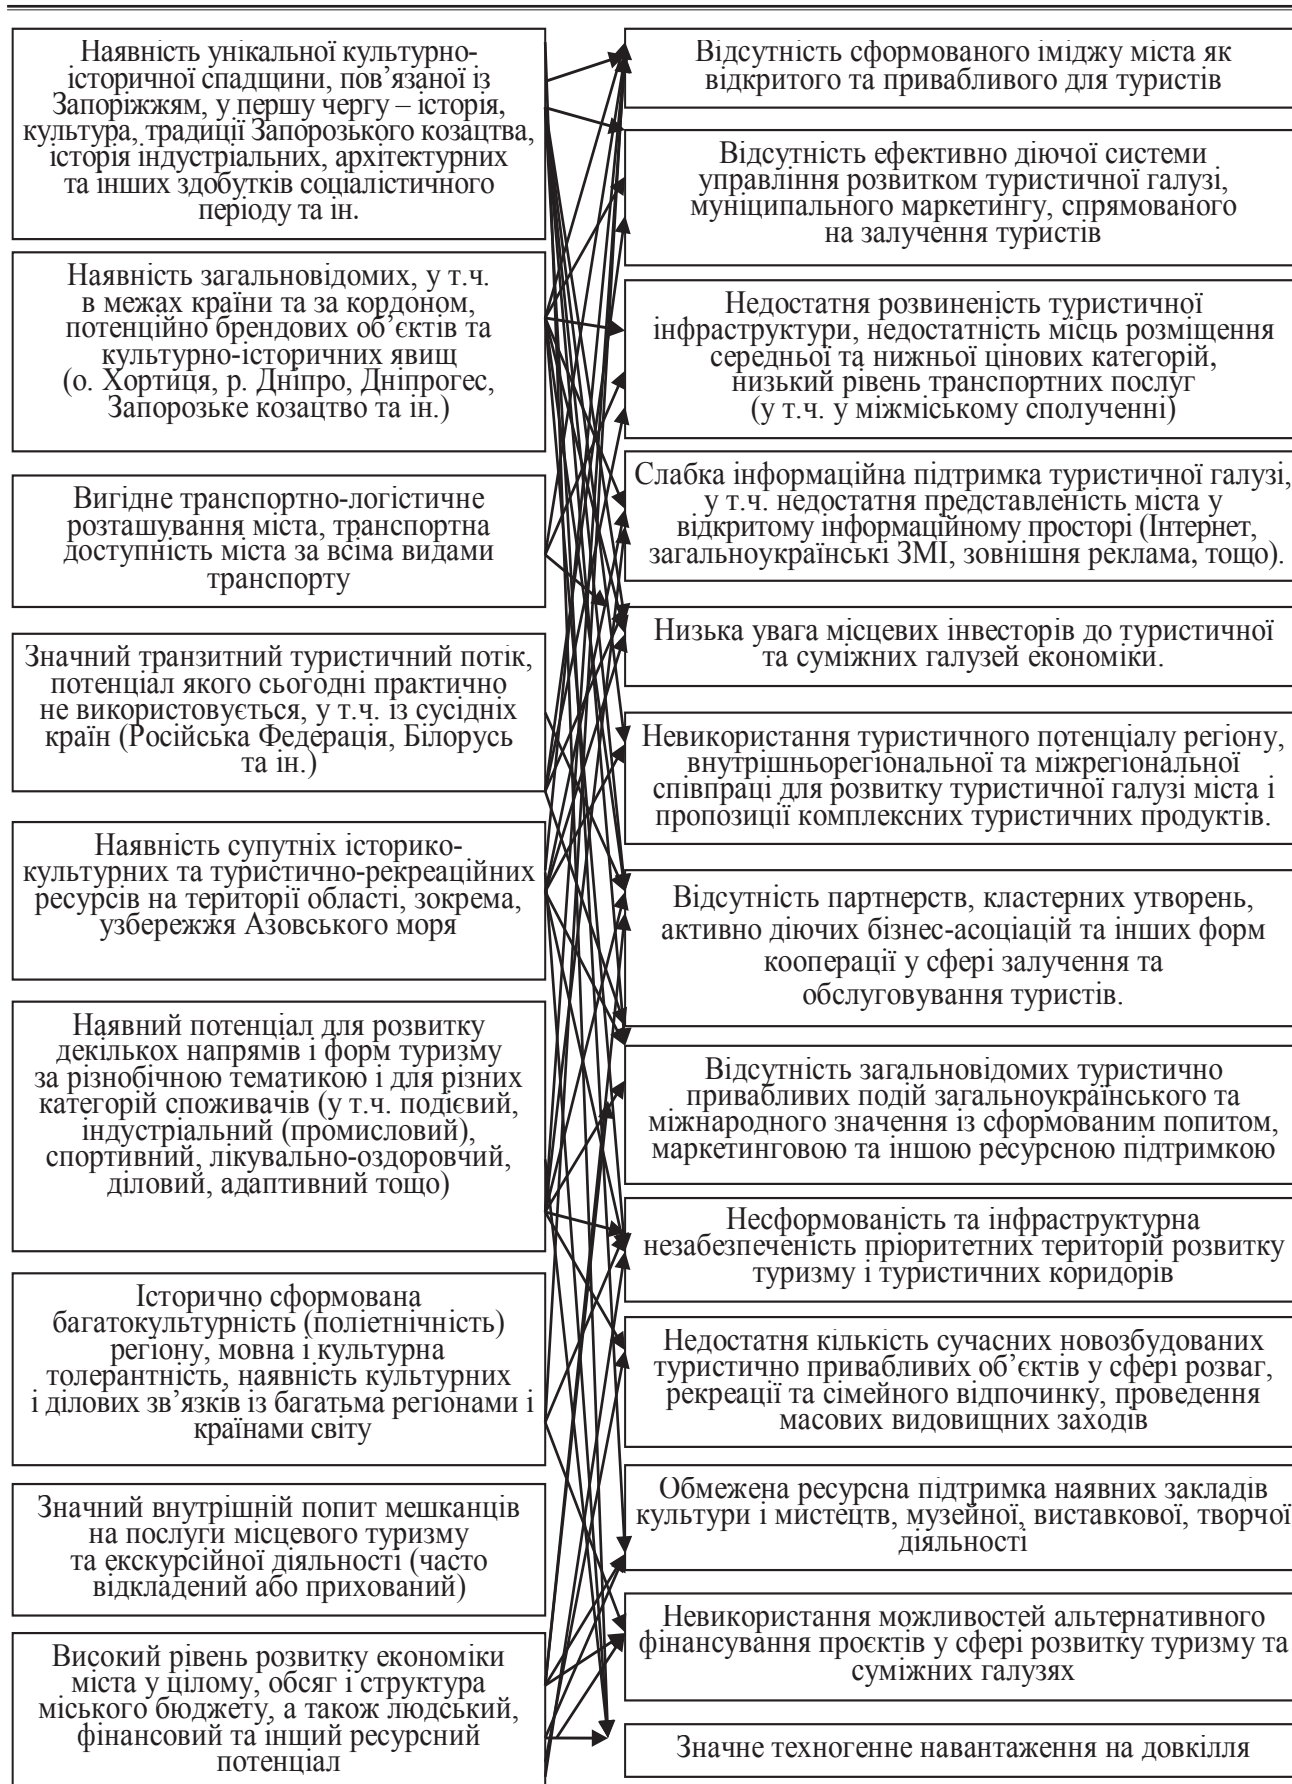 Наявність унікальної культурно-
історичної спадщини, пов’язаної із
Запоріжжям, у першу чергу – історія,
культура, традиції Запорозького козацтва,
історія індустріальних, архітектурних
та інших здобутків соціалістичного
періоду та ін.
Наявність загальновідомих, у т.ч.
в межах країни та за кордоном,
потенційно брендових об’єктів та
культурно-історичних явищ
(о. Хортиця, р. Дніпро, Дніпрогес,
Запорозьке козацтво та ін.)
Вигідне транспортно-логістичне
розташування міста, транспортна
доступність міста за всіма видами
транспорту
Значний транзитний туристичний потік,
потенціал якого сьогодні практично
не використовується, у т.ч. із сусідніх
країн (Російська Федерація, Білорусь
та ін.)
Наявність супутніх історико-
культурних та туристично-рекреаційних
ресурсів на території області, зокрема,
узбережжя Азовського моря
Наявний потенціал для розвитку
декількох напрямів і форм туризму
за різнобічною тематикою і для різних
категорій споживачів (у т.ч. подієвий,
індустріальний (промисловий),
спортивний, лікувально-оздоровчий,
діловий, адаптивний тощо)
Історично сформована
багатокультурність (поліетнічність)
регіону, мовна і культурна
толерантність, наявність культурних
і ділових зв’язків із багатьма регіонами і
країнами світу
Значний внутрішній попит мешканців
на послуги місцевого туризму
та екскурсійної діяльності (часто
відкладений або прихований)
Високий рівень розвитку економіки
міста у цілому, обсяг і структура
міського бюджету, а також людський,
фінансовий та інший ресурсний
потенціал
Відсутність сформованого іміджу міста як
відкритого та привабливого для туристів
Відсутність ефективно діючої системи
управління розвитком туристичної галузі,
муніципального маркетингу, спрямованого
на залучення туристів
Недостатня розвиненість туристичної
інфраструктури, недостатність місць розміщення
середньої та нижньої цінових категорій,
низький рівень транспортних послуг
(у т.ч. у міжміському сполученні)
Слабка інформаційна підтримка туристичної галузі,
у т.ч. недостатня представленість міста у
відкритому інформаційному просторі (Інтернет,
загальноукраїнські ЗМІ, зовнішня реклама, тощо).
Низька увага місцевих інвесторів до туристичної
та суміжних галузей економіки.
Невикористання туристичного потенціалу регіону,
внутрішньорегіональної та міжрегіональної
співпраці для розвитку туристичної галузі міста і
пропозиції комплексних туристичних продуктів.
Відсутність партнерств, кластерних утворень,
активно діючих бізнес-асоціацій та інших форм
кооперації у сфері залучення та
обслуговування туристів.
Відсутність загальновідомих туристично
привабливих подій загальноукраїнського та
міжнародного значення із сформованим попитом,
маркетинговою та іншою ресурсною підтримкою
Несформованість та інфраструктурна
незабезпеченість пріоритетних територій розвитку
туризму і туристичних коридорів
Недостатня кількість сучасних новозбудованих
туристично привабливих об’єктів у сфері розваг,
рекреації та сімейного відпочинку, проведення
масових видовищних заходів
Обмежена ресурсна підтримка наявних закладів
культури і мистецтв, музейної, виставкової, творчої
діяльності
Невикористання можливостей альтернативного
фінансування проєктів у сфері розвитку туризму та
суміжних галузях
Значне техногенне навантаження на довкілля